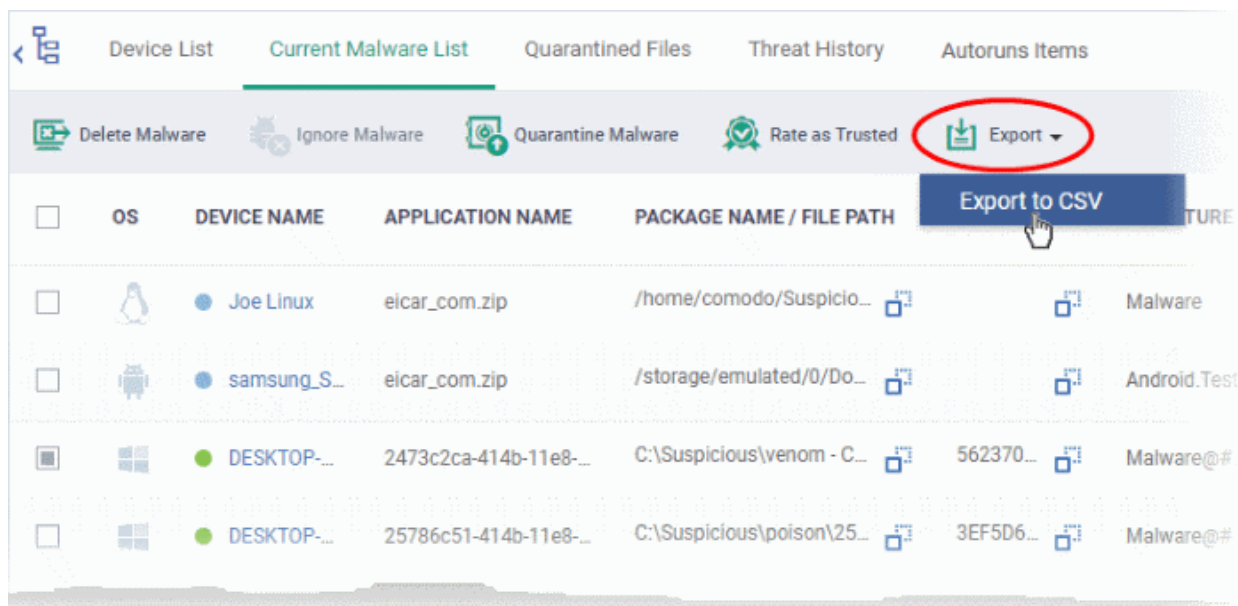 Device List Current Malware List Quarantined Files Threat History Autoruns Items
Delete Malware Ignore Malware Quarantine Malware Rate as Trusted Export
Export to CSV
OS DEVICE NAME APPLICATION NAME PACKAGE NAME / FILE PATH TURE
Joe Linux eicar_com.zip /home/comodo/Suspicio... Malware
samsung_S... eicar_com.zip /storage/emulated/0/Do... Android.Test
DESKTOP-... 2473c2ca-414b-11e8-... C:\Suspicious\venom - C... 562370... Malware@#
DESKTOP-... 25786c51-414b-11e8-... C:\Suspicious\poison\25... 3EF5D6... Malware@#